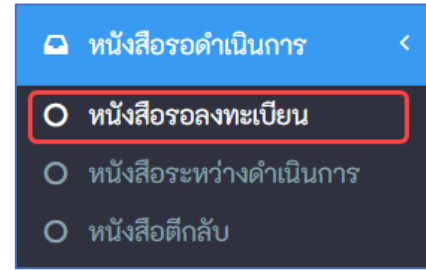 หนังสือรอดำเนินการ
หนังสือรอลงทะเบียน
หนังสือระหว่างดำเนินการ
หนังสือตีกลับ